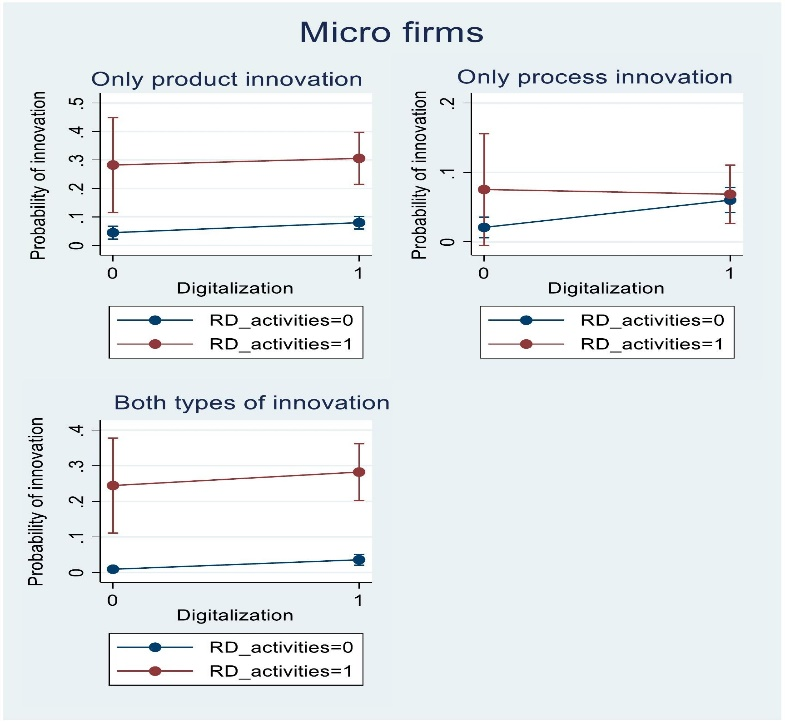 Micro firms
Only product innovation
Probability of innovation
.5
.4
.3
.2
.1
0
0 1
Digitalization
RD_activities=0
RD_activities=1
Only process innovation
Probability of innovation
.2
.1
0
0 1
Digitalization
RD_activities=0
RD_activities=1
Both types of innovation
Probability of innovation
.4
.3
.2
.1
0
0 1
Digitalization
RD_activities=0
RD_activities=1